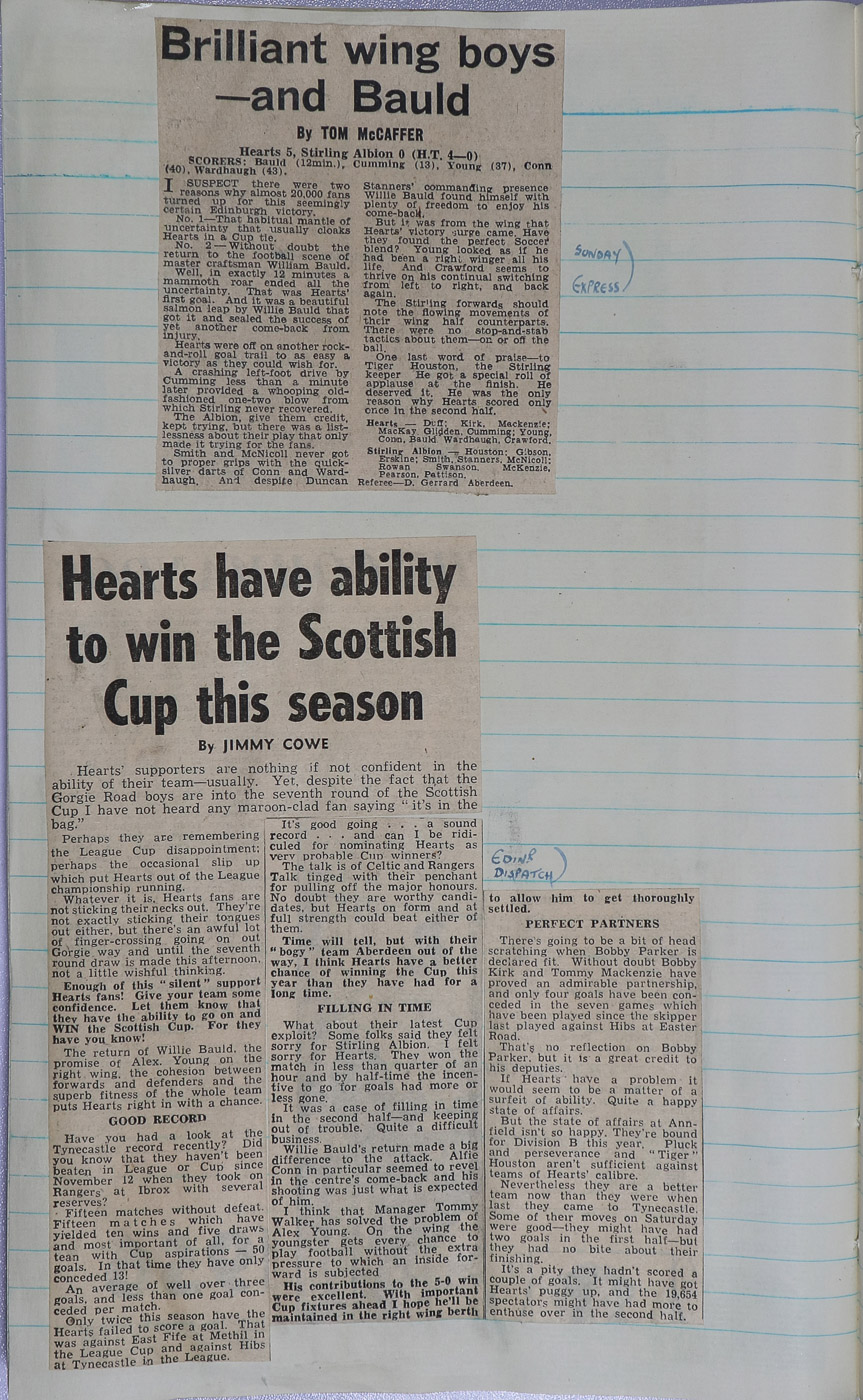 Brilliant wing boys
—and Bauld
By TOM McCAFFER
Hearts 5, Stirling Albion 0 (H.T. 4—0)
SCORERS: Bauld (12min.), Cumming (13), Young (37), Conn
(40), Wardhaugh (43).
I SUSPECT there were two
reasons why almost 20,000 fans
turned up for this seemingly
certain Edinburgh victory.
No. 1—That habitual mantle of
uncertainty that usually cloaks
Hearts in a Cup tie.
No. 2—Without doubt the
return to the football scene of
master craftsman William Bauld.
Well, in exactly 12 minutes a
mammoth roar ended all the
uncertainty. That was Hearts'
first goal. And it was a beautiful
salmon leap by Willie Bauld that
got it and sealed the success of
yet another come-back from
injury.
Hearts were off on another rock-
and-roll goal trail to as easy a
victory as they could wish for.
A crashing left-foot drive by
Cumming less than a minute
later provided a whooping old-
fashioned one-two blow from
which Stirling never recovered.
The Albion, give them credit,
kept trying, but there was a list-
lessness about their play that only
made it trying for the fans.
Smith and McNicoll never got
to proper grips with the quick-
silver darts of Conn and Ward-
haugh. And despite Duncan
Stanners' commanding presence
Willie Bauld found himself with
plenty of freedom to enjoy his
come-back.
But it was from the wing that
Hearts' victory surge came. Have
they found the perfect Soccer
blend? Young looked as if he
had been a right winger all his
life. And Crawford seems to
thrive on his continual switching
from left to right, and back
again.
The Stirling forwards should
note the flowing movements of
their wing half counterparts.
There were no stop-and-stab
tactics about them—on or off the
ball.
One last word of praise—to
Tiger Houston, the Stirling
keeper He got a special roll of
applause at the finish. He
deserved it. He was the only
reason why Hearts scored only
once in the second half.
Hearts — Duff; Kirk, Mackenzie;
MacKay Glidden, Cumming; Young,
Conn, Bauld Wardhaugh, Crawford.
Stirling Albion — Houston; Gibson,
Erskine; Smith, Stanners, McNicoll;
Rowan Swanson, McKenzie,
Pearson, Pattison.
Referee—D. Gerrard Aberdeen.
SUNDAY
EXPRESS
Hearts have ability
to win the Scottish
Cup this season
By JIMMY COWE
Hearts' supporters are nothing if not confident in the
ability of their team—usually. Yet, despite the fact that the
Gorgie Road boys are into the seventh round of the Scottish
Cup I have not heard any maroon-clad fan saying "it's in the
bag."
Perhaps they are remembering
the League Cup disappointment;
perhaps the occasional slip up
which put Hearts out of the League
championship running.
Whatever it is, Hearts fans are
not sticking their necks out. They're
not exactly sticking their tongues
out either, but there's an awful lot
of finger-crossing going on out
Gorgie way and until the seventh
round draw is made this afternoon,
not a little wishful thinking.
Enough of this "silent" support
Hearts fans! Give your team some
confidence. Let them know that
they have the ability to go on and
WIN the Scottish Cup. For they
have you know!
The return of Willie Bauld, the
promise of Alex. Young on the
right wing, the cohesion between
forwards and defenders and the
superb fitness of the whole team
puts Hearts right in with a chance.
GOOD RECORD
Have you had a look at the
Tynecastle record recently? Did
you know that they haven't been
beaten in League or Cup since
November 12 when they took on
Rangers at Ibrox with several
reserves?
Fifteen matches without defeat.
Fifteen matches which have
yielded ten wins and five draws
and most important of all, for a
team with Cup aspirations — 50
goals. In that time they have only
conceded 13!
An average of well over three
goals, and less than one goal con-
ceded per match.
Only twice this season have the
Hearts failed to score a goal. That
was against East Fife at Methil in
the League Cup and against Hibs
at Tynecastle in the League.
It's good going . . . a sound
record . . . and can I be ridi-
culed for nominating Hearts as
very probable Cup winners?
The talk is of Celtic and Rangers
Talk tinged with their penchant
for pulling off the major honours.
No doubt they are worthy candi-
dates, but Hearts on form and at
full strength could beat either of
them.
Time will tell, but with their
"bogy" team Aberdeen out of the
way, I think Hearts have a better
chance of winning the Cup this
year than they have had for a
long time.
FILLING IN TIME
What about their latest Cup
exploit? Some folks said they felt
sorry for Stirling Albion. I felt
sorry for Hearts. They won the
match in less than quarter of an
hour and by half-time the incen-
tive to go for goals had more or
less gone.
It was a case of filling in time
in the second half—and keeping
out of trouble. Quite a difficult
business.
Willie Bauld's return made a big
difference to the attack. Alfie
Conn in particular seemed to revel
in the centre's come-back and his
shooting was just what is expected
of him.
I think that Manager Tommy
Walker has solved the problem of
Alex Young. On the wing the
youngster gets every chance to
play football without the extra
pressure to which an inside for-
ward is subjected
His contributions to the 5-0 win
were excellent. With important
Cup fixtures ahead I hope he'll be
maintained in the right wing berth
EDINR
DISPATCH
to allow him to get thoroughly
settled.
PERFECT PARTNERS
There's going to be a bit of head
scratching when Bobby Parker is
declared fit. Without doubt Bobby
Kirk and Tommy Mackenzie have
proved an admirable partnership,
and only four goals have been con-
ceded in the seven games which
have been played since the skipper
last played against Hibs at Easter
Road.
That's no reflection on Bobby
Parker, but it is a great credit to
his deputies.
If Hearts have a problem it
would seem to be a matter of a
surfeit of ability. Quite a happy
state of affairs.
But the state of affairs at Ann-
field isn't so happy. They're bound
for Division B this year. Pluck
and perseverance and "Tiger"
Houston aren't sufficient against
teams of Hearts' calibre.
Nevertheless they are a better
team now than they were when
last they came to Tynecastle.
Some of their moves on Saturday
were good—they might have had
two goals in the first half—but
they had no bite about their
finishing.
It's a pity they hadn't scored a
couple of goals. It might have got
Hearts' puggy up, and the 19,654
spectators might have had more to
enthuse over in the second half.